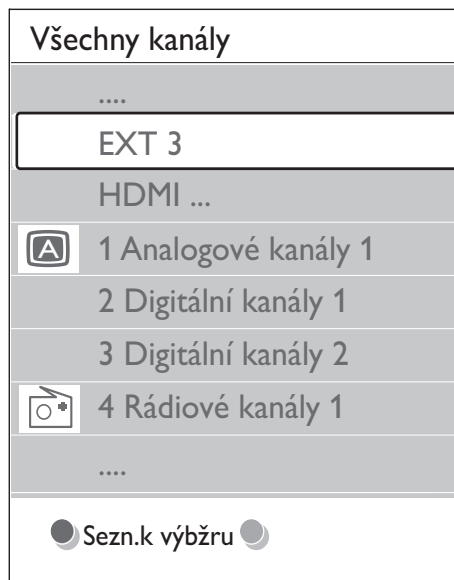 Všechny kanály
....
EXT 3
HDMI ...
A 1 Analogové kanály 1
2 Digitální kanály 1
3 Digitální kanály 2
4 Rádiové kanály 1
....
Sezn.k výbžru